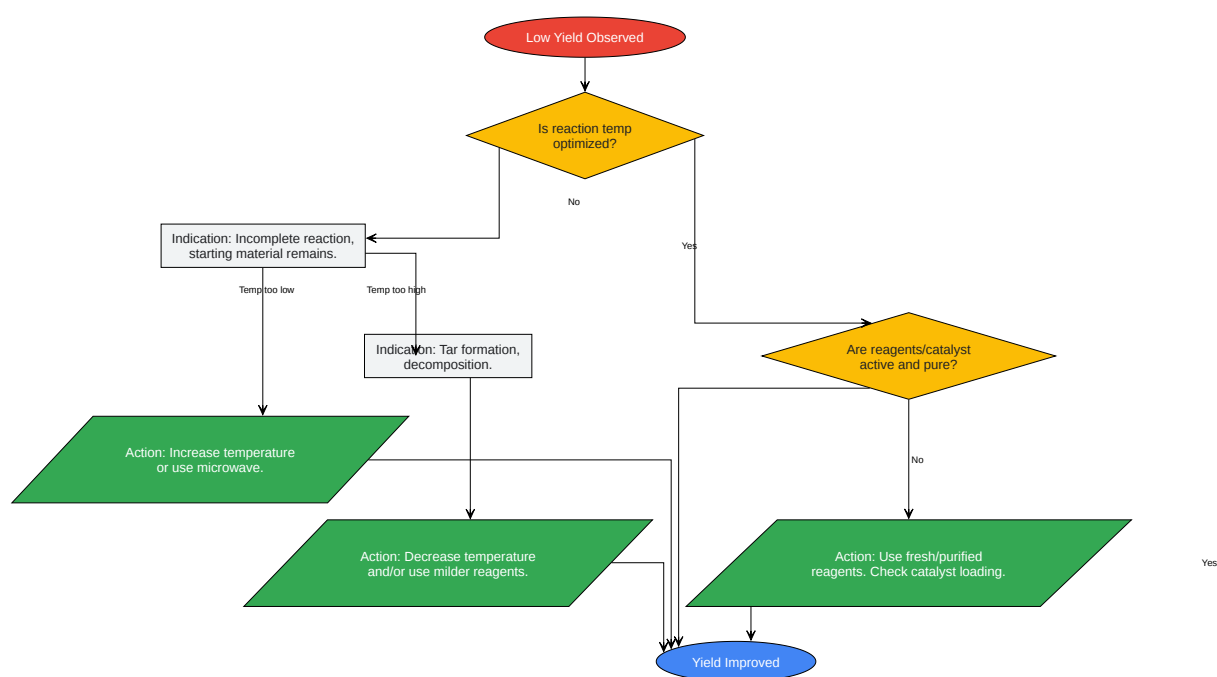 Low Yield Observed
Is reaction temp
optimized?
No
Indication: Incomplete reaction,
starting material remains.
Yes
Temp too low
Temp too high
Indication: Tar formation,
decomposition.
Are reagents/catalyst
active and pure?
Action: Increase temperature
or use microwave.
No
Action: Decrease temperature
and/or use milder reagents.
Action: Use fresh/purified
reagents. Check catalyst loading.
Yes
Yield Improved